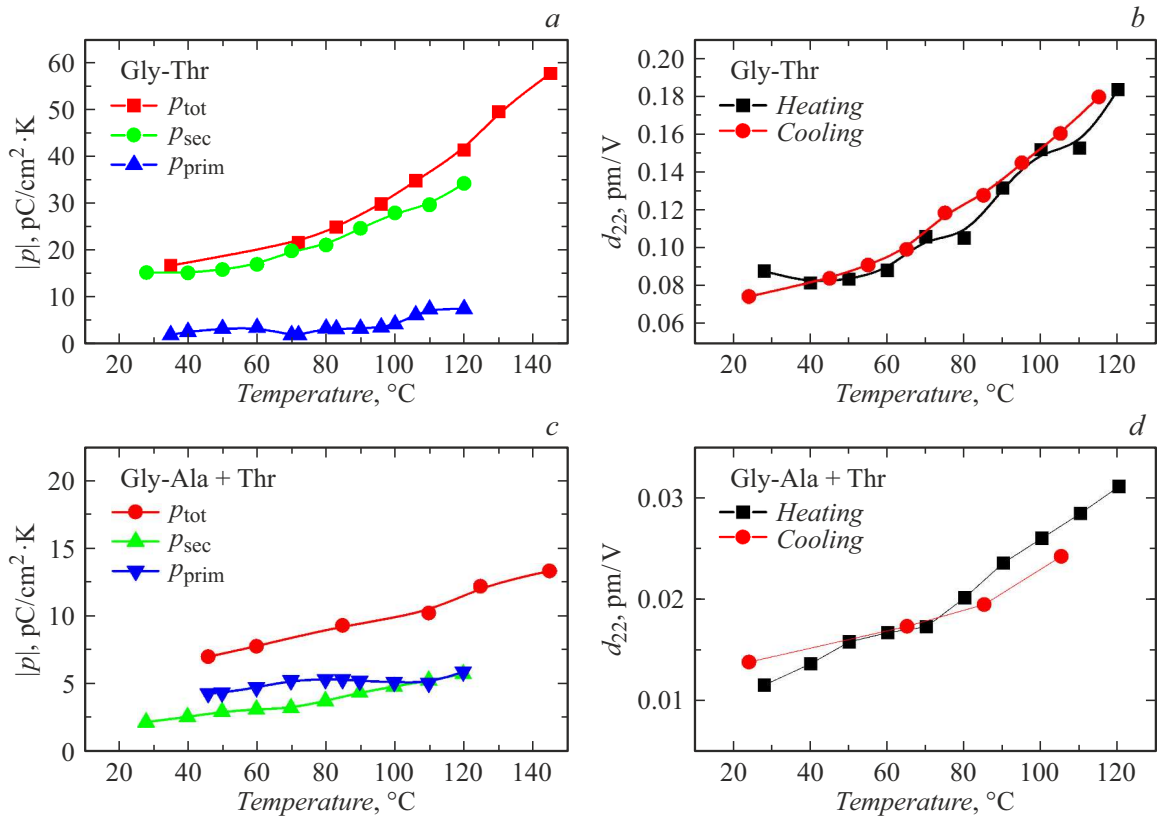 a
Gly-Thr
p_tot
p_sec
p_prim
|p|, pC/cm²·K
60
50
40
30
20
10
0
20 40 60 80 100 120 140
Temperature, °C
b
Gly-Thr
Heating
Cooling
d₂₂, pm/V
0.20
0.18
0.16
0.14
0.12
0.10
0.08
0.06
20 40 60 80 100 120
Temperature, °C
c
Gly-Ala + Thr
p_tot
p_sec
p_prim
|p|, pC/cm²·K
20
15
10
5
0
20 40 60 80 100 120 140
Temperature, °C
d
Gly-Ala + Thr
Heating
Cooling
d₂₂, pm/V
0.03
0.02
0.01
20 40 60 80 100 120
Temperature, °C